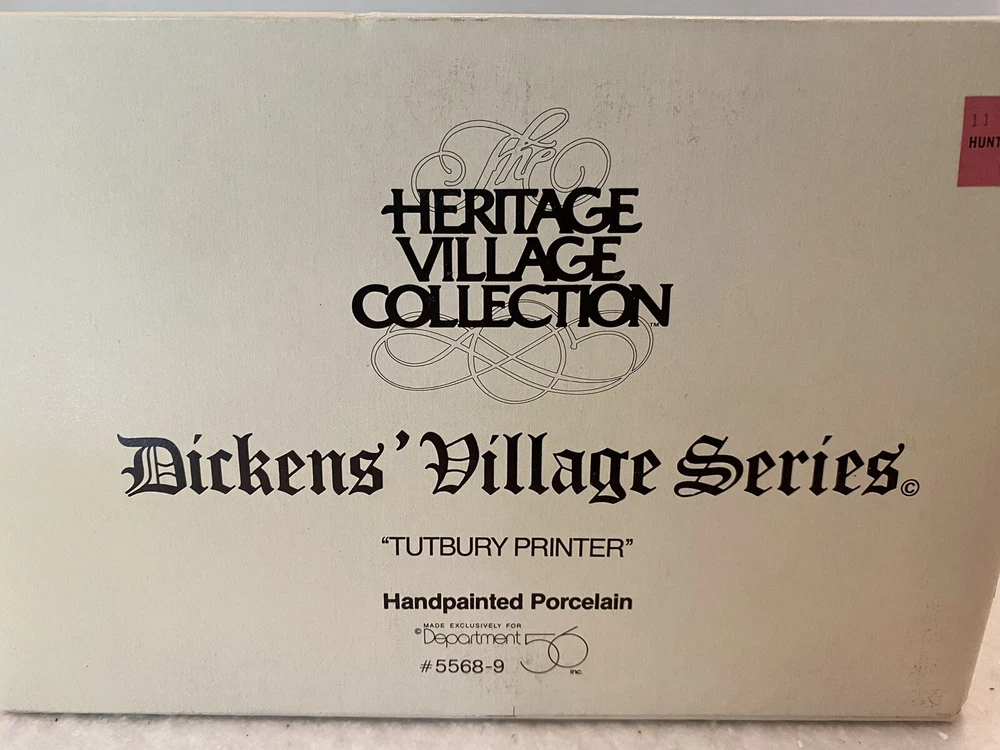 The
HERITAGE
VILLAGE
COLLECTION™
Dickens' Village Series©
"TUTBURY PRINTER"
Handpainted Porcelain
MADE EXCLUSIVELY FOR
©Department 56 inc.
#5568-9
11
HUNT